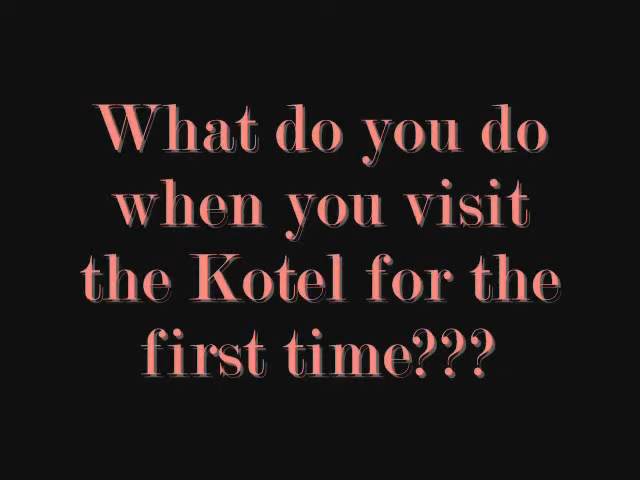 What do you do
when you visit
the Kotel for the
first time???